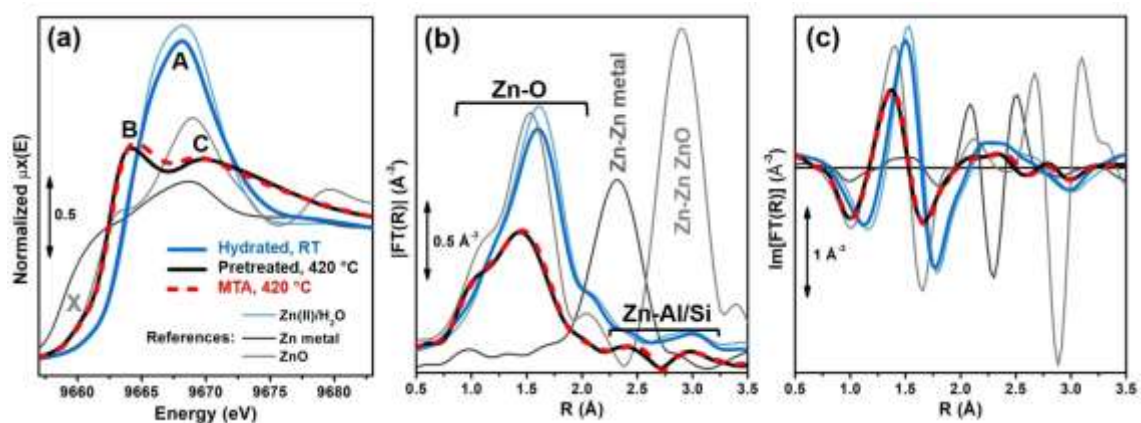 (a)
A
B
C
X
0.5
Hydrated, RT
Pretreated, 420 °C
MTA, 420 °C
Zn(II)/H₂O
References: Zn metal
ZnO
Normalized μx(E)
9660 9665 9670 9675 9680
Energy (eV)
(b)
Zn-O
Zn-Zn metal
Zn-Zn ZnO
0.5 Å⁻³
Zn-Al/Si
|FT(R)| (Å⁻³)
0.5 1.0 1.5 2.0 2.5 3.0 3.5
R (Å)
(c)
1 Å⁻³
Im[FT(R)] (Å⁻³)
0.5 1.0 1.5 2.0 2.5 3.0 3.5
R (Å)